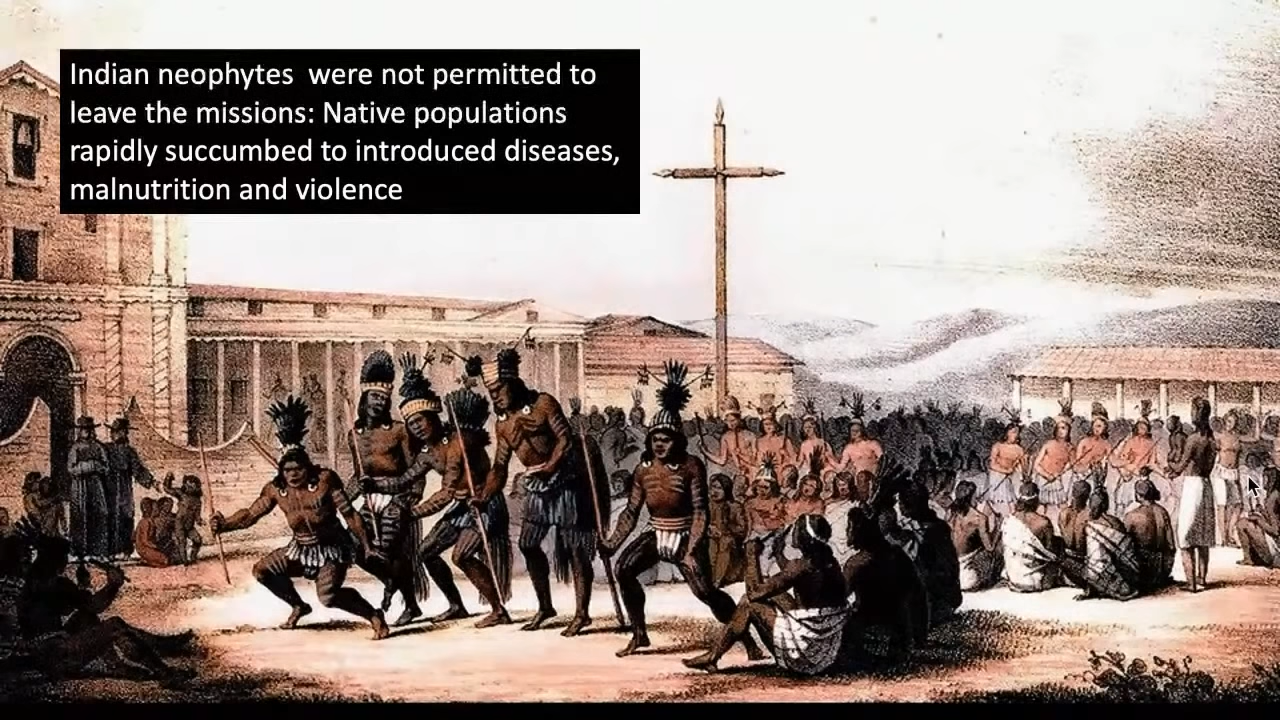 Indian neophytes  were not permitted to
leave the missions: Native populations
rapidly succumbed to introduced diseases,
malnutrition and violence